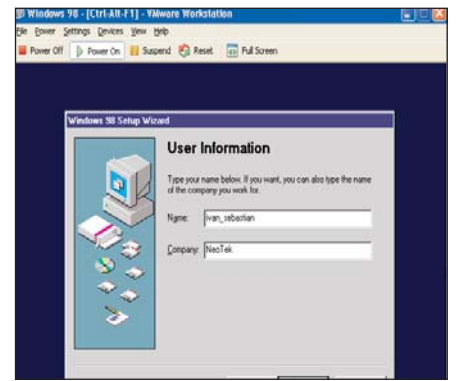 Windows 98 - [Ctrl-Alt-F1] - VMware Workstation
File Power Settings Devices View Help
Power Off Power On Suspend Reset Full Screen
Windows 98 Setup Wizard
User Information
Type your name below. If you want, you can also type the name
of the company you work for.
Name: ivan_sebastian
Company: NeoTek